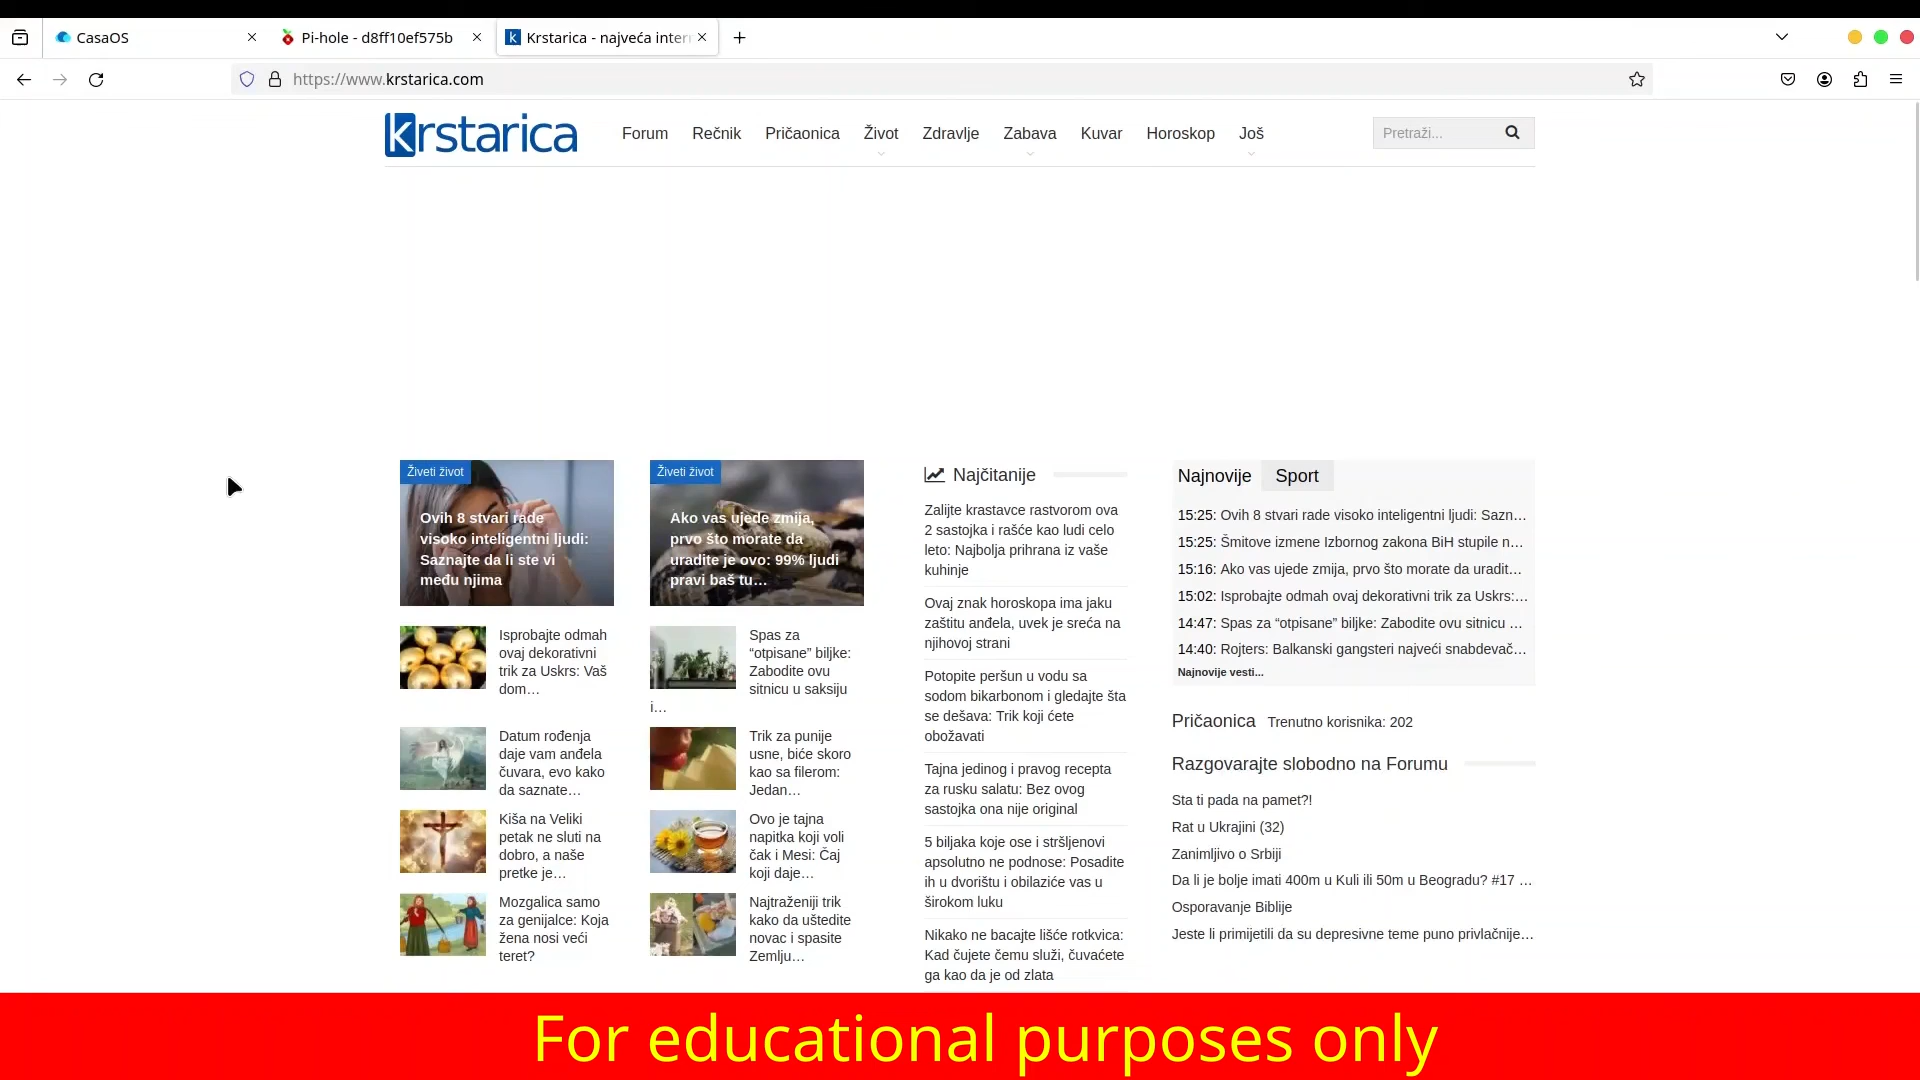 CasaOS
Pi-hole - d8ff10ef575b
Krstarica - najveća inter
https://www.krstarica.com
krstarica
Forum
Rečnik
Pričaonica
Život
Zdravlje
Zabava
Kuvar
Horoskop
Još
Pretraži...
Živeti život
Ovih 8 stvari rade
visoko inteligentni ljudi:
Saznajte da li ste vi
među njima
Živeti život
Ako vas ujede zmija,
prvo što morate da
uradite je ovo: 99% ljudi
pravi baš tu…
Isprobajte odmah
ovaj dekorativni
trik za Uskrs: Vaš
dom…
Spas za
“otpisane” biljke:
Zabodite ovu
sitnicu u saksiju
i…
Datum rođenja
daje vam anđela
čuvara, evo kako
da saznate…
Trik za punije
usne, biće skoro
kao sa filerom:
Jedan…
Kiša na Veliki
petak ne sluti na
dobro, a naše
pretke je…
Ovo je tajna
napitka koji voli
čak i Mesi: Čaj
koji daje…
Mozgalica samo
za genijalce: Koja
žena nosi veći
teret?
Najtraženiji trik
kako da uštedite
novac i spasite
Zemlju…
Najčitanije
Zalijte krastavce rastvorom ova
2 sastojka i rašće kao ludi celo
leto: Najbolja prihrana iz vaše
kuhinje
Ovaj znak horoskopa ima jaku
zaštitu anđela, uvek je sreća na
njihovoj strani
Potopite peršun u vodu sa
sodom bikarbonom i gledajte šta
se dešava: Trik koji ćete
obožavati
Tajna jedinog i pravog recepta
za rusku salatu: Bez ovog
sastojka ona nije original
5 biljaka koje ose i stršljenovi
apsolutno ne podnose: Posadite
ih u dvorištu i obilaziće vas u
širokom luku
Nikako ne bacajte lišće rotkvica:
Kad čujete čemu služi, čuvaćete
ga kao da je od zlata
Najnovije
Sport
15:25: Ovih 8 stvari rade visoko inteligentni ljudi: Sazn…
15:25: Šmitove izmene Izbornog zakona BiH stupile n…
15:16: Ako vas ujede zmija, prvo što morate da uradit…
15:02: Isprobajte odmah ovaj dekorativni trik za Uskrs:…
14:47: Spas za “otpisane” biljke: Zabodite ovu sitnicu …
14:40: Rojters: Balkanski gangsteri najveći snabdevač…
Najnovije vesti...
Pričaonica Trenutno korisnika: 202
Razgovarajte slobodno na Forumu
Sta ti pada na pamet?!
Rat u Ukrajini (32)
Zanimljivo o Srbiji
Da li je bolje imati 400m u Kuli ili 50m u Beogradu? #17 …
Osporavanje Biblije
Jeste li primijetili da su depresivne teme puno privlačnije…
For educational purposes only